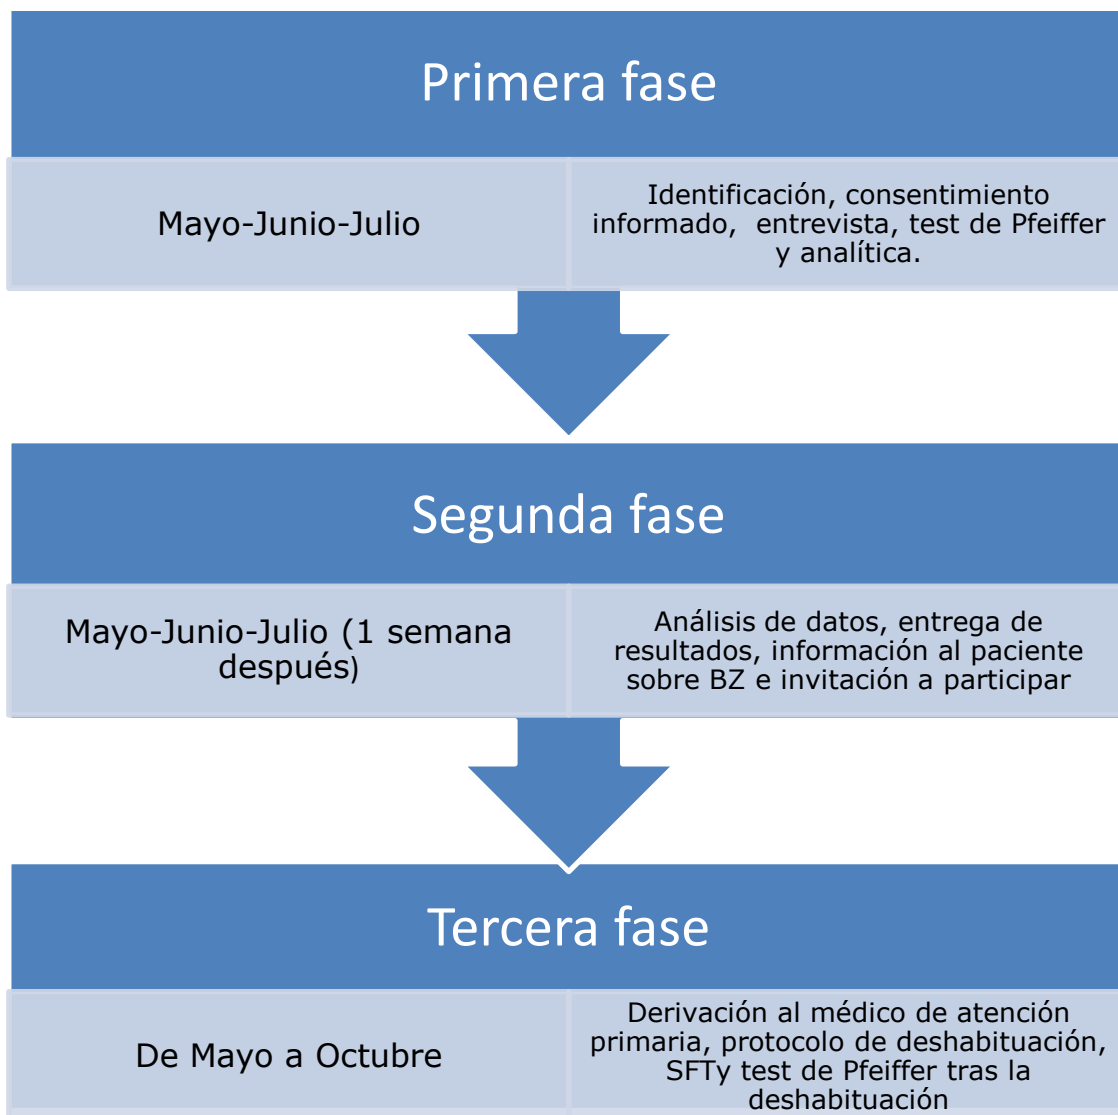 Primera fase
Mayo-Junio-Julio
Identificación, consentimiento
informado,  entrevista, test de Pfeiffer
y analítica.
Segunda fase
Mayo-Junio-Julio (1 semana
después)
Análisis de datos, entrega de
resultados, información al paciente
sobre BZ e invitación a participar
Tercera fase
De Mayo a Octubre
Derivación al médico de atención
primaria, protocolo de deshabituación,
SFTy test de Pfeiffer tras la
deshabituación